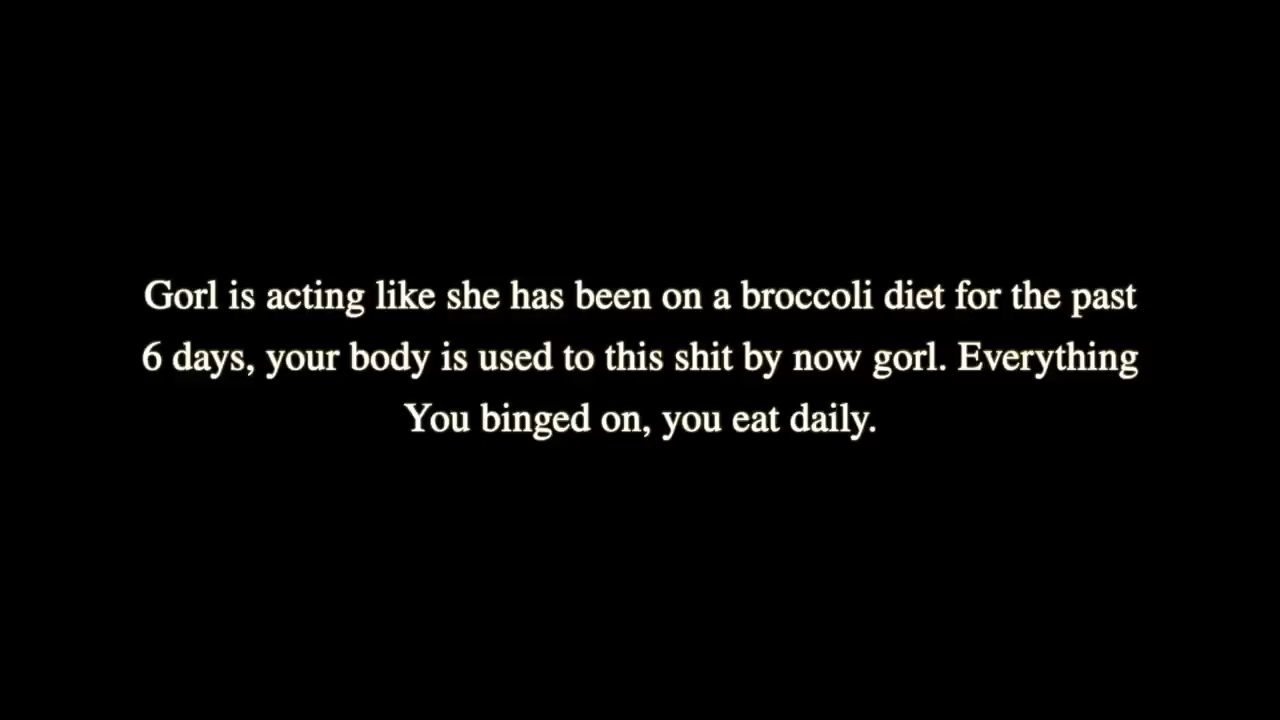 Gorl is acting like she has been on a broccoli diet for the past
6 days, your body is used to this shit by now gorl. Everything
You binged on, you eat daily.